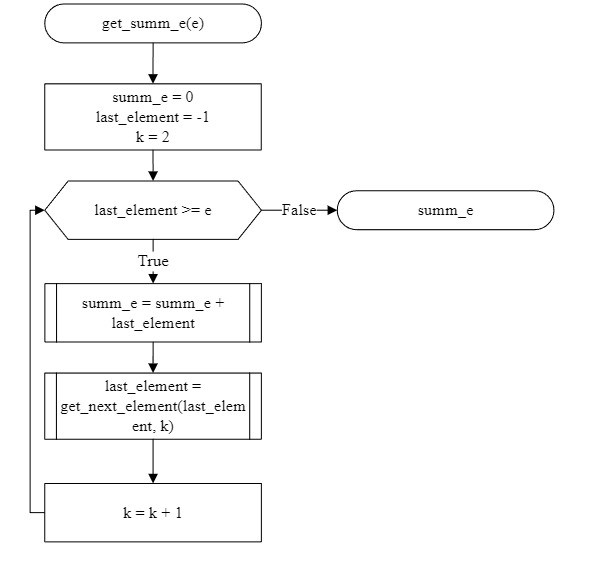 get_summ_e(e)
summ_e = 0
last_element = -1
k = 2
last_element >= e
False
summ_e
True
summ_e = summ_e +
last_element
last_element =
get_next_element(last_elem
ent, k)
k = k + 1